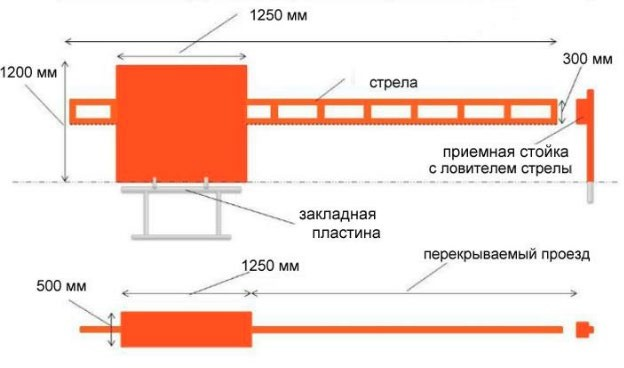 1250 мм
1200 мм
300 мм
стрела
приемная стойка
с ловителем стрелы
закладная
пластина
1250 мм
перекрываемый проезд
500 мм